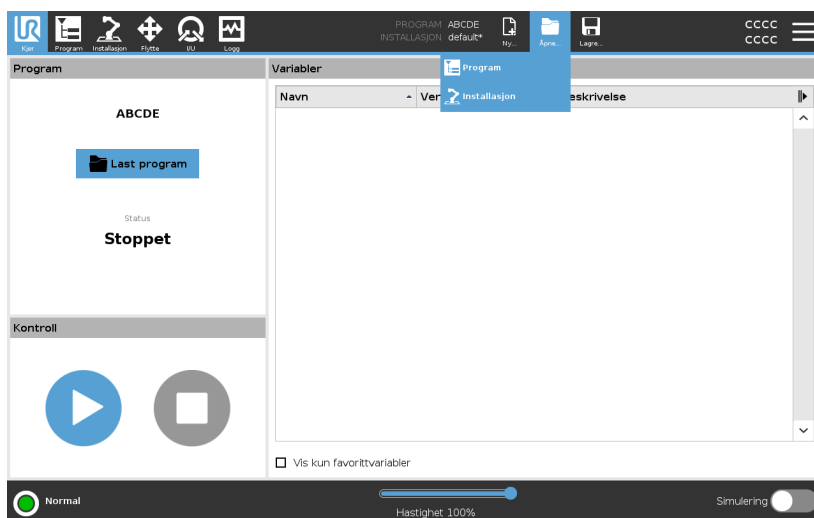 UR
Kjør
Program
Installasjon
Flytte
I/U
Logg
PROGRAM ABCDE
INSTALLASJON default*
Ny...
Åpne...
Lagre...
CCCC
CCCC
Program
Installasjon
Program
ABCDE
Last program
Status
Stoppet
Variabler
Navn
Ver
eskrivelse
Vis kun favorittvariabler
Kontroll
Normal
Hastighet 100%
Simulering